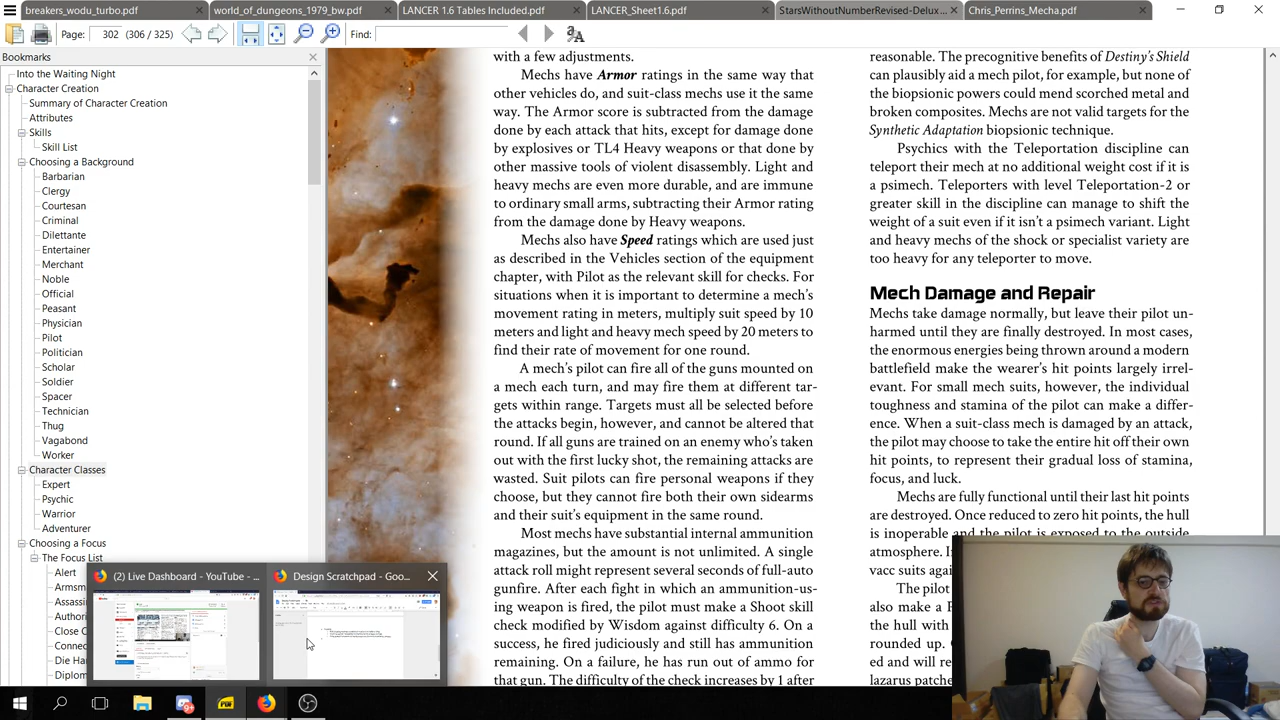 breakers_wodu_turbo.pdf
world_of_dungeons_1979_bw.pdf
LANCER 1.6 Tables Included.pdf
LANCER_Sheet1.6.pdf
StarsWithoutNumberRevised-Delux...
Chris_Perrins_Mecha.pdf
Page: 302 (306 / 325)
Find:
Bookmarks
Into the Waiting Night
Character Creation
Summary of Character Creation
Attributes
Skills
Skill List
Choosing a Background
Barbarian
Clergy
Courtesan
Criminal
Dilettante
Entertainer
Merchant
Noble
Official
Peasant
Physician
Pilot
Politician
Scholar
Soldier
Spacer
Technician
Thug
Vagabond
Worker
Character Classes
Expert
Psychic
Warrior
Adventurer
Choosing a Focus
The Focus List
Alert
with a few adjustments.
Mechs have Armor ratings in the same way that
other vehicles do, and suit-class mechs use it the same
way. The Armor score is subtracted from the damage
done by each attack that hits, except for damage done
by explosives or TL4 Heavy weapons or that done by
other massive tools of violent disassembly. Light and
heavy mechs are even more durable, and are immune
to ordinary small arms, subtracting their Armor rating
from the damage done by Heavy weapons.
Mechs also have Speed ratings which are used just
as described in the Vehicles section of the equipment
chapter, with Pilot as the relevant skill for checks. For
situations when it is important to determine a mech's
movement rating in meters, multiply suit speed by 10
meters and light and heavy mech speed by 20 meters to
find their rate of movement for one round.
A mech's pilot can fire all of the guns mounted on
a mech each turn, and may fire them at different tar-
gets within range. Targets must all be selected before
the attacks begin, however, and cannot be altered that
round. If all guns are trained on an enemy who's taken
out with the first lucky shot, the remaining attacks are
wasted. Suit pilots can fire personal weapons if they
choose, but they cannot fire both their own sidearms
and their suit's equipment in the same round.
Most mechs have substantial internal ammunition
magazines, but the amount is not unlimited. A single
attack roll might represent several seconds of full-auto
gunfire. After each fight in which an ammunition-us-
ing weapon is fired, the pilot must make a Shoot skill
check modified by Wisdom against difficulty 6. On a
success, he fired judiciously and still has ammunition
remaining. On a failure, he has run out of ammo for
that gun. The difficulty of the check increases by 1 after
reasonable. The precognitive benefits of Destiny's Shield
can plausibly aid a mech pilot, for example, but none of
the biopsionic powers could mend scorched metal and
broken composites. Mechs are not valid targets for the
Synthetic Adaptation biopsionic technique.
Psychics with the Teleportation discipline can
teleport their mech at no additional weight cost if it is
a psimech. Teleporters with level Teleportation-2 or
greater skill in the discipline can manage to shift the
weight of a suit even if it isn't a psimech variant. Light
and heavy mechs of the shock or specialist variety are
too heavy for any teleporter to move.
Mech Damage and Repair
Mechs take damage normally, but leave their pilot un-
harmed until they are finally destroyed. In most cases,
the enormous energies being thrown around a modern
battlefield make the wearer's hit points largely irrel-
evant. For small mech suits, however, the individual
toughness and stamina of the pilot can make a differ-
ence. When a suit-class mech is damaged by an attack,
the pilot may choose to take the entire hit off their own
hit points, to represent their gradual loss of stamina,
focus, and luck.
Mechs are fully functional until their last hit points
are destroyed. Once reduced to zero hit points, the hull
is inoperable and the pilot is exposed to the outside
atmosphere.
vacc suits
The pilot
also make a
the hull with
rounded up.
ed and will re
lazarus patche
(2) Live Dashboard - YouTube - ...
Design Scratchpad - Goo...